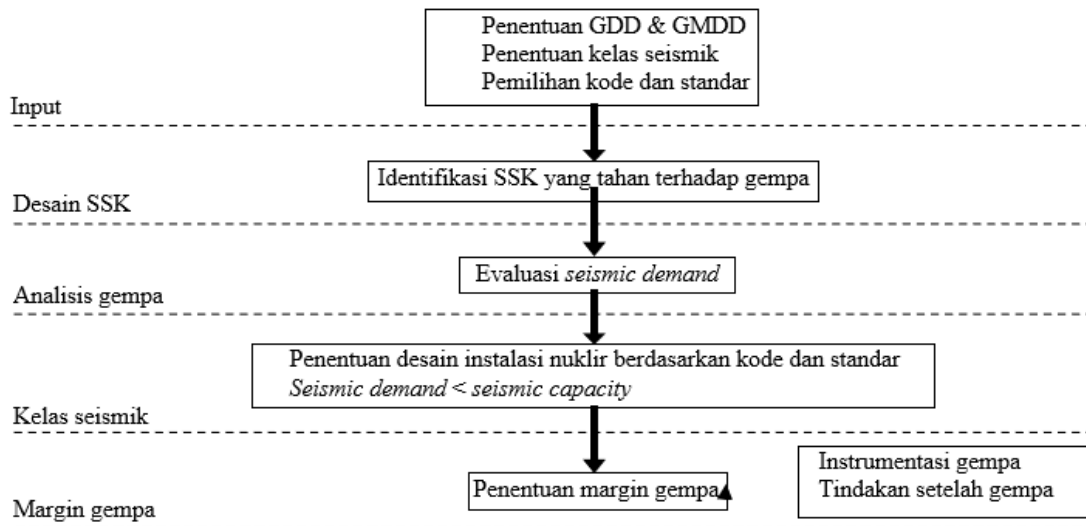 Penentuan GDD & GMDD
Penentuan kelas seismik
Pemilihan kode dan standar
Input
Identifikasi SSK yang tahan terhadap gempa
Desain SSK
Evaluasi seismic demand
Analisis gempa
Penentuan desain instalasi nuklir berdasarkan kode dan standar
Seismic demand < seismic capacity
Kelas seismik
Penentuan margin gempa
Instrumentasi gempa
Tindakan setelah gempa
Margin gempa